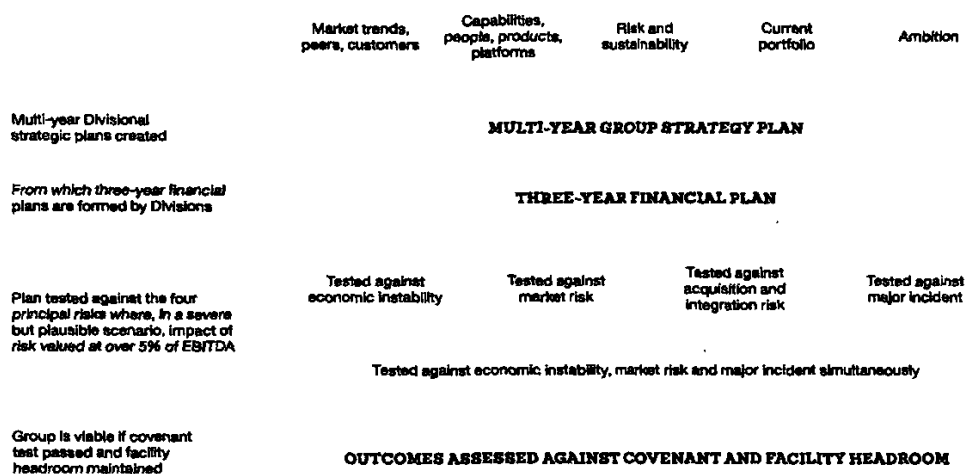 Market trends,
peers, customers
Capabilities,
people, products,
platforms
Risk and
sustainability
Current
portfolio
Ambition
Multi-year Divisional
strategic plans created
MULTI-YEAR GROUP STRATEGY PLAN
From which three-year financial
plans are formed by Divisions
THREE-YEAR FINANCIAL PLAN
Plan tested against the four
principal risks where, in a severe
but plausible scenario, impact of
risk valued at over 5% of EBITDA
Tested against
economic instability
Tested against
market risk
Tested against
acquisition and
integration risk
Tested against
major incident
Tested against economic instability, market risk and major incident simultaneously
Group is viable if covenant
test passed and facility
headroom maintained
OUTCOMES ASSESSED AGAINST COVENANT AND FACILITY HEADROOM